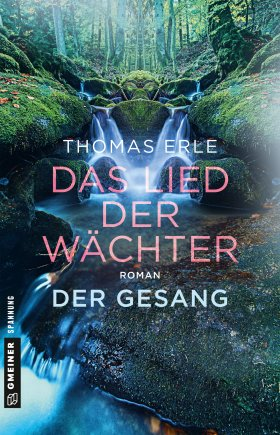 THOMAS ERLE
DAS LIED
DER
WÄCHTER
ROMAN
DER GESANG
GMEINER SPANNUNG